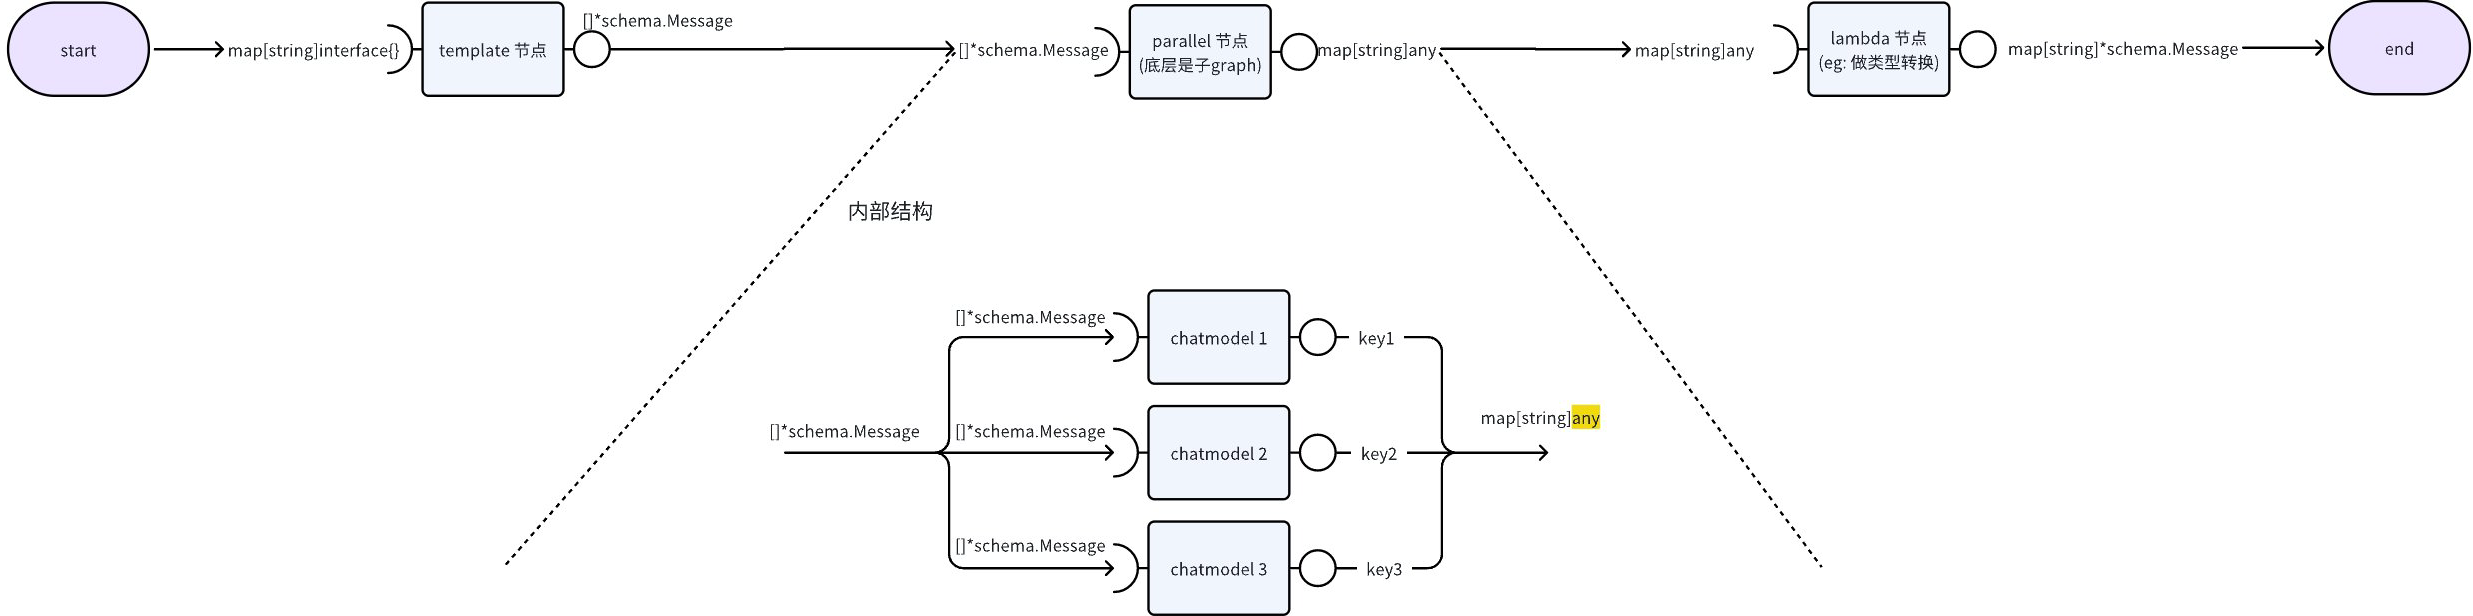 start
map[string]interface{}
template 节点
[]*schema.Message
[]*schema.Message
parallel 节点
(底层是子graph)
map[string]any
map[string]any
lambda 节点
(eg: 做类型转换)
map[string]*schema.Message
end
内部结构
[]*schema.Message
[]*schema.Message
chatmodel 1
key1
[]*schema.Message
chatmodel 2
key2
map[string]any
[]*schema.Message
chatmodel 3
key3